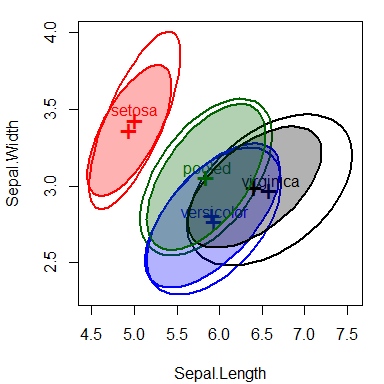 4.0
3.5
3.0
2.5
Sepal.Width
setosa
pooled
virginica
versicolor
4.5 5.0 5.5 6.0 6.5 7.0 7.5
Sepal.Length